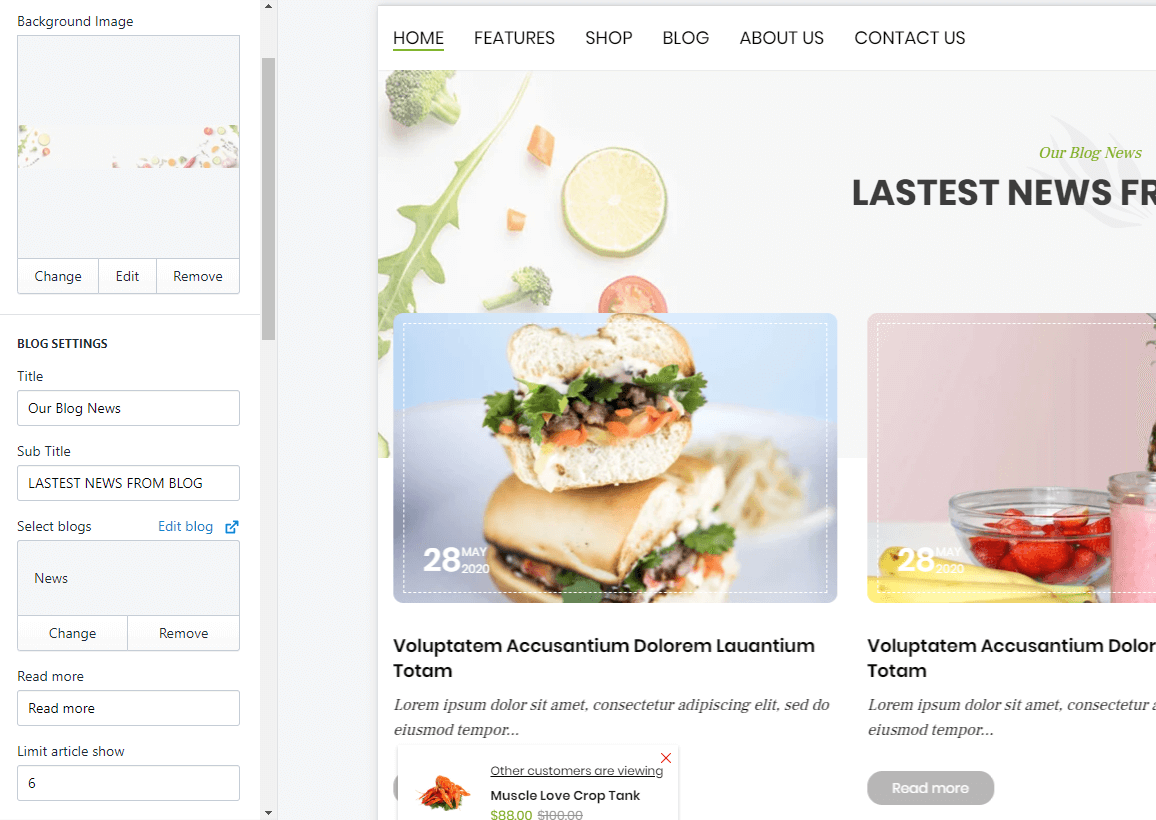 Background Image
Change
Edit
Remove
BLOG SETTINGS
Title
Our Blog News
Sub Title
LASTEST NEWS FROM BLOG
Select blogs
Edit blog
News
Change
Remove
Read more
Read more
Limit article show
6
HOME
FEATURES
SHOP
BLOG
ABOUT US
CONTACT US
Our Blog News
LASTEST NEWS FR
28
MAY
2020
28
MAY
2020
Voluptatem Accusantium Dolorem Lauantium
Totam
Lorem ipsum dolor sit amet, consectetur adipiscing elit, sed do
eiusmod tempor...
Voluptatem Accusantium Dolor
Totam
Lorem ipsum dolor sit amet, consectetur a
eiusmod tempor...
Read more
Other customers are viewing
Muscle Love Crop Tank
$88.00 $100.00